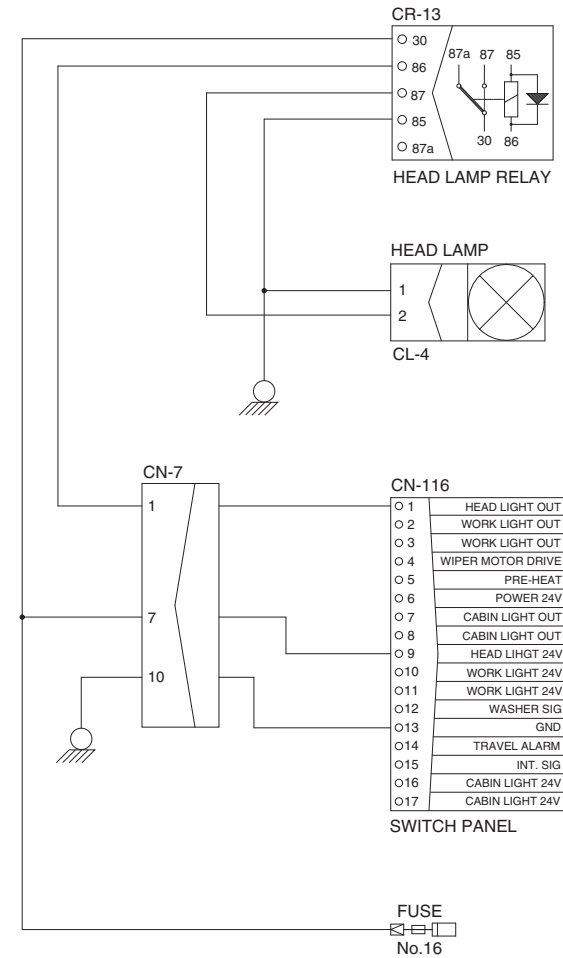 CR-13
30
86
87
85
87a
87a 87 85
30 86
HEAD LAMP RELAY
HEAD LAMP
1
2
CL-4
CN-7
1
7
10
CN-116
1 HEAD LIGHT OUT
2 WORK LIGHT OUT
3 WORK LIGHT OUT
4 WIPER MOTOR DRIVE
5 PRE-HEAT
6 POWER 24V
7 CABIN LIGHT OUT
8 CABIN LIGHT OUT
9 HEAD LIHGT 24V
10 WORK LIGHT 24V
11 WORK LIGHT 24V
12 WASHER SIG
13 GND
14 TRAVEL ALARM
15 INT. SIG
16 CABIN LIGHT 24V
17 CABIN LIGHT 24V
SWITCH PANEL
FUSE
No.16